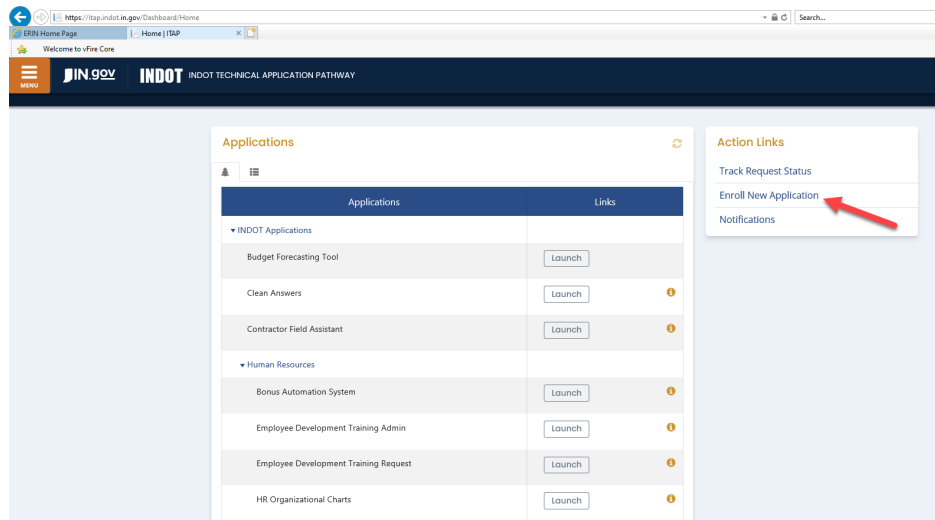 https://itap.indot.in.gov/Dashboard/Home
Search...
ERIN Home Page
Home | ITAP
Welcome to vFire Core
MENU
IN.gov
INDOT
INDOT TECHNICAL APPLICATION PATHWAY
Applications
Applications Links
INDOT Applications
Budget Forecasting Tool Launch
Clean Answers Launch
Contractor Field Assistant Launch
Human Resources
Bonus Automation System Launch
Employee Development Training Admin Launch
Employee Development Training Request Launch
HR Organizational Charts Launch
Action Links
Track Request Status
Enroll New Application
Notifications